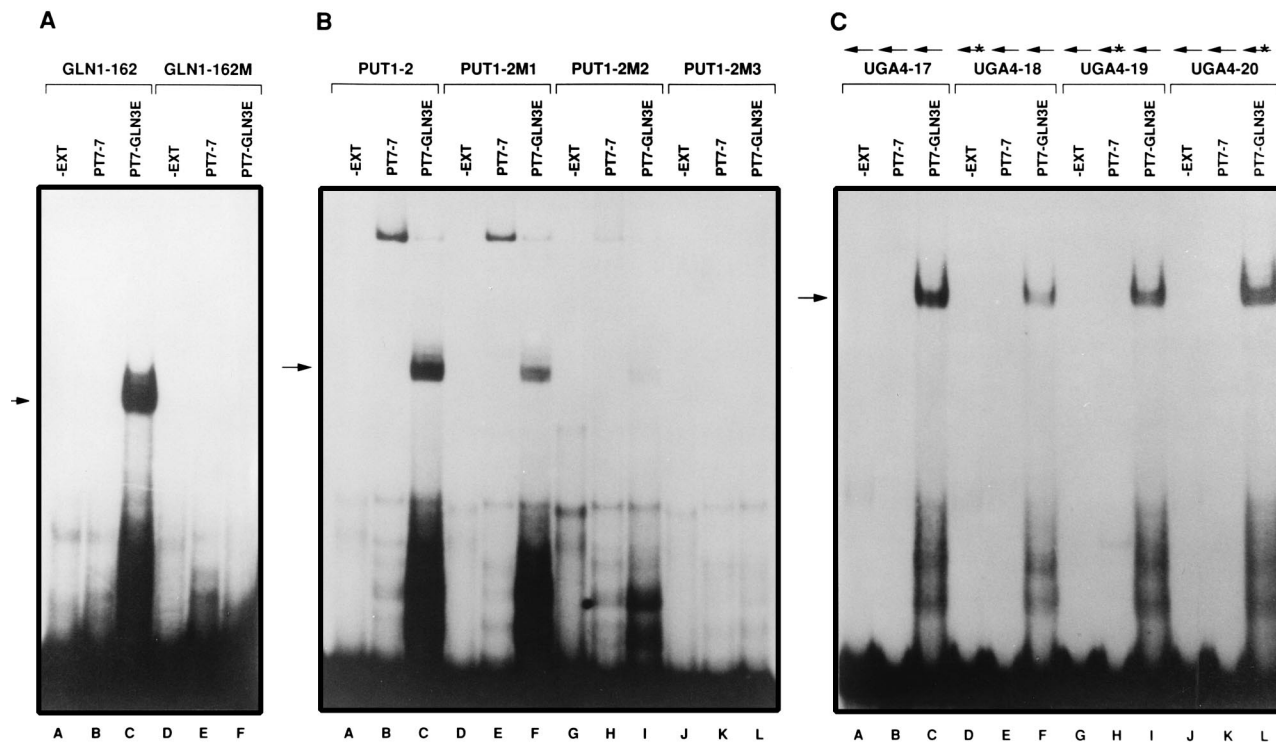 A
B
C
GLN1-162 GLN1-162M
PUT1-2 PUT1-2M1 PUT1-2M2 PUT1-2M3
* * *
UGA4-17 UGA4-18 UGA4-19 UGA4-20
-EXT PT7-7 PT7-GLN3E -EXT PT7-7 PT7-GLN3E
-EXT PT7-7 PT7-GLN3E -EXT PT7-7 PT7-GLN3E -EXT PT7-7 PT7-GLN3E -EXT PT7-7 PT7-GLN3E
-EXT PT7-7 PT7-GLN3E -EXT PT7-7 PT7-GLN3E -EXT PT7-7 PT7-GLN3E -EXT PT7-7 PT7-GLN3E
A B C D E F
A B C D E F G H I J K L
A B C D E F G H I J K L